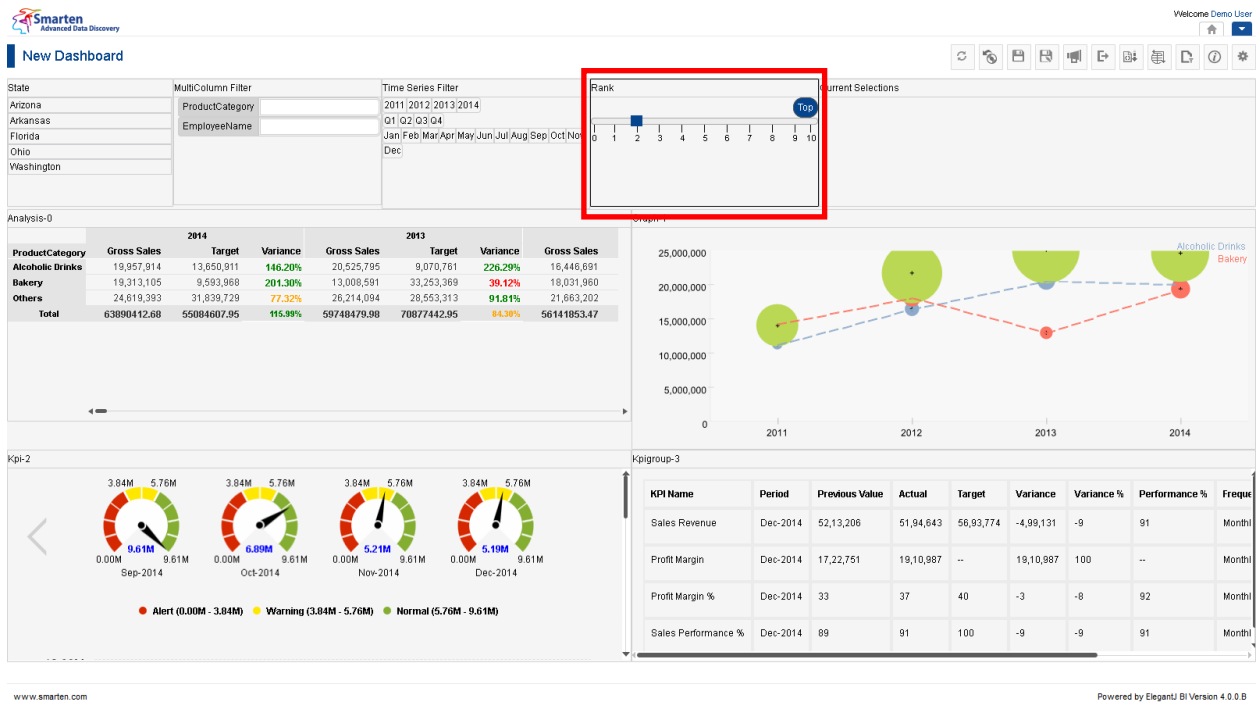 Smarten
Advanced Data Discovery
Welcome Demo User
New Dashboard
State
Arizona
Arkansas
Florida
Ohio
Washington
MultiColumn Filter
ProductCategory
EmployeeName
Time Series Filter
2011 2012 2013 2014
Q1 Q2 Q3 Q4
Jan Feb Mar Apr May Jun Jul Aug Sep Oct Nov
Dec
Rank
Top
0 1 2 3 4 5 6 7 8 9 10
Current Selections
Analysis-0
2014 2013
ProductCategory Gross Sales Target Variance Gross Sales Target Variance Gross Sales
Alcoholic Drinks 19,957,914 13,650,911 146.20% 20,525,795 9,070,761 226.29% 16,446,691
Bakery 19,313,105 9,593,968 201.30% 13,008,591 33,253,369 39.12% 18,031,960
Others 24,619,393 31,839,729 77.32% 26,214,094 28,553,313 91.81% 21,663,202
Total 63890412.68 55084607.95 115.99% 59748479.98 70877442.95 84.30% 56141853.47
Graph-1
Alcoholic Drinks
Bakery
25,000,000
20,000,000
15,000,000
10,000,000
5,000,000
0
2011 2012 2013 2014
Kpi-2
3.84M 5.76M 3.84M 5.76M 3.84M 5.76M 3.84M 5.76M
9.61M 6.89M 5.21M 5.19M
0.00M 9.61M 0.00M 9.61M 0.00M 9.61M 0.00M 9.61M
Sep-2014 Oct-2014 Nov-2014 Dec-2014
Alert (0.00M - 3.84M) Warning (3.84M - 5.76M) Normal (5.76M - 9.61M)
Kpigroup-3
KPI Name Period Previous Value Actual Target Variance Variance % Performance % Freque
Sales Revenue Dec-2014 52,13,206 51,94,643 56,93,774 -4,99,131 -9 91 Monthl
Profit Margin Dec-2014 17,22,751 19,10,987 -- 19,10,987 100 -- Monthl
Profit Margin % Dec-2014 33 37 40 -3 -8 92 Monthl
Sales Performance % Dec-2014 89 91 100 -9 -9 91 Monthl
www.smarten.com
Powered by ElegantJ BI Version 4.0.0.B